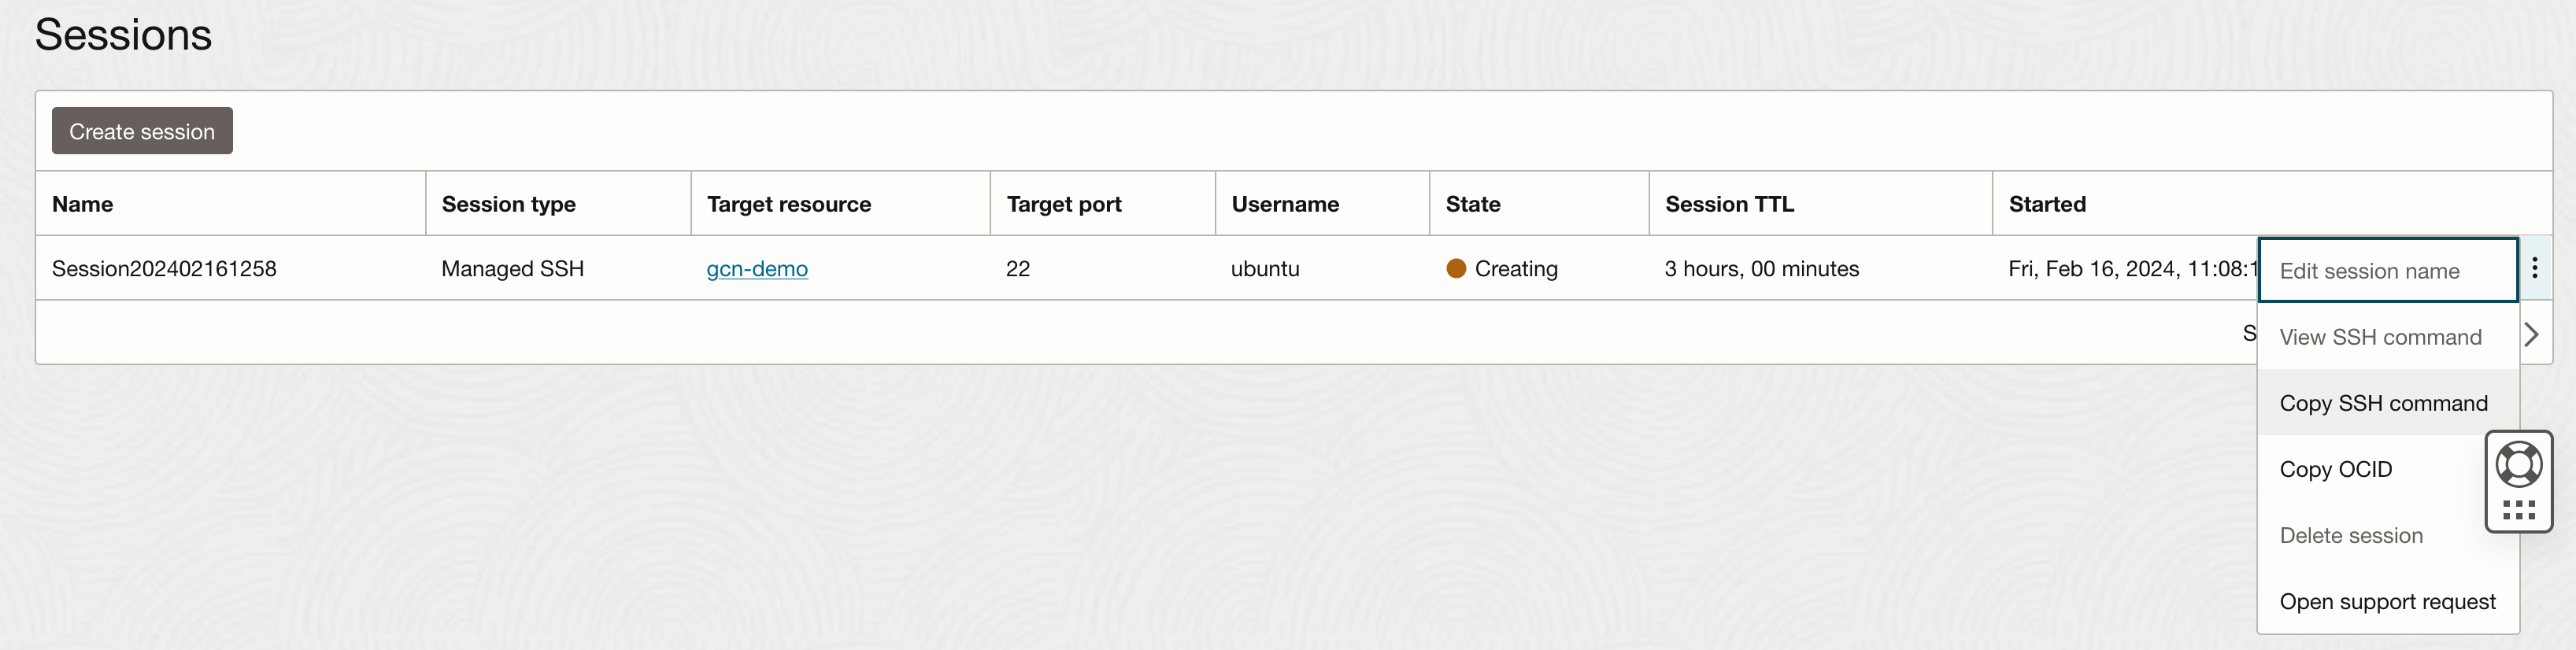 Sessions
Create session
Name Session type Target resource Target port Username State Session TTL Started
Session202402161258 Managed SSH gcn-demo 22 ubuntu Creating 3 hours, 00 minutes Fri, Feb 16, 2024, 11:08:1
Edit session name
View SSH command
Copy SSH command
Copy OCID
Delete session
Open support request